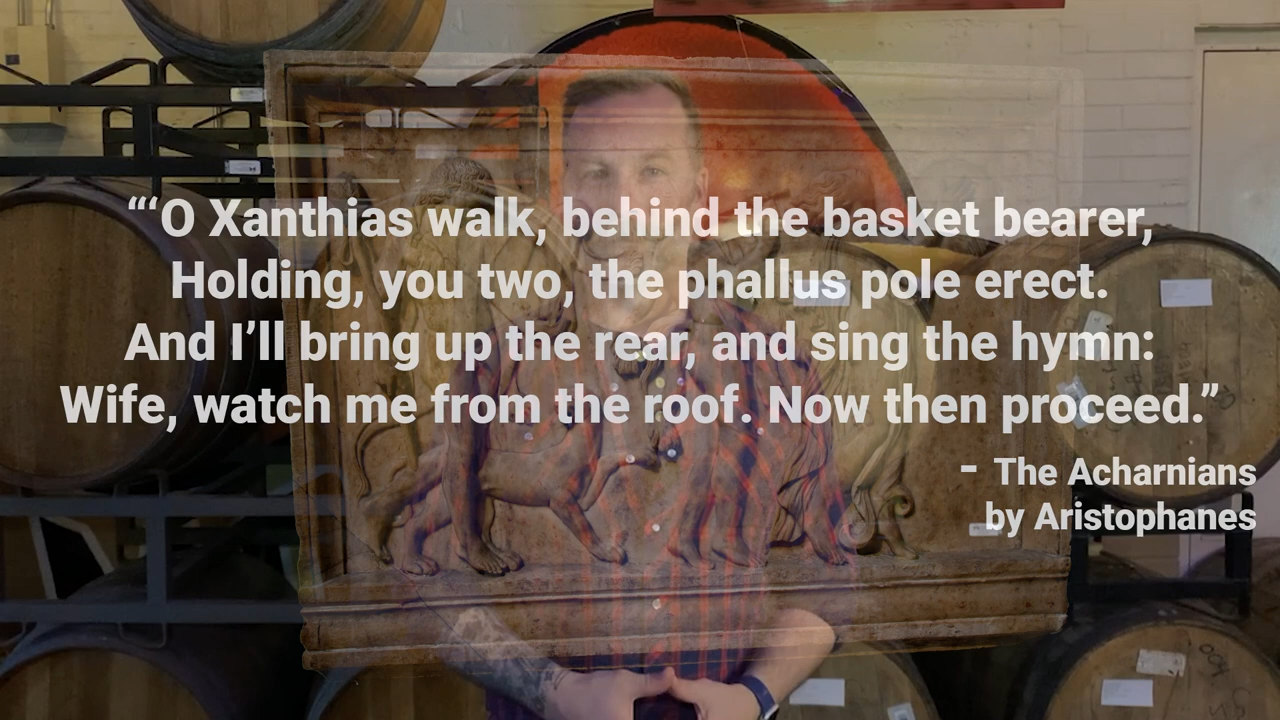 “‘O Xanthias walk, behind the basket bearer,
Holding, you two, the phallus pole erect.
And I’ll bring up the rear, and sing the hymn:
Wife, watch me from the roof. Now then proceed.”
- The Acharnians
by Aristophanes